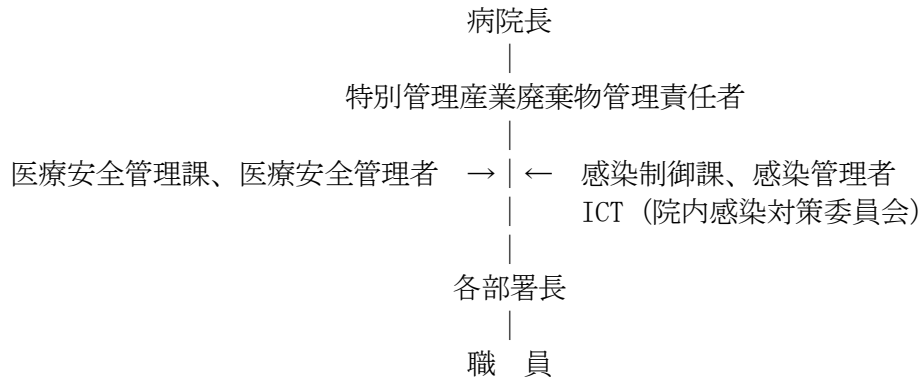 病院長
特別管理産業廃棄物管理責任者
医療安全管理課、医療安全管理者 → ← 感染制御課、感染管理者
ICT (院内感染対策委員会)
各部署長
職 員